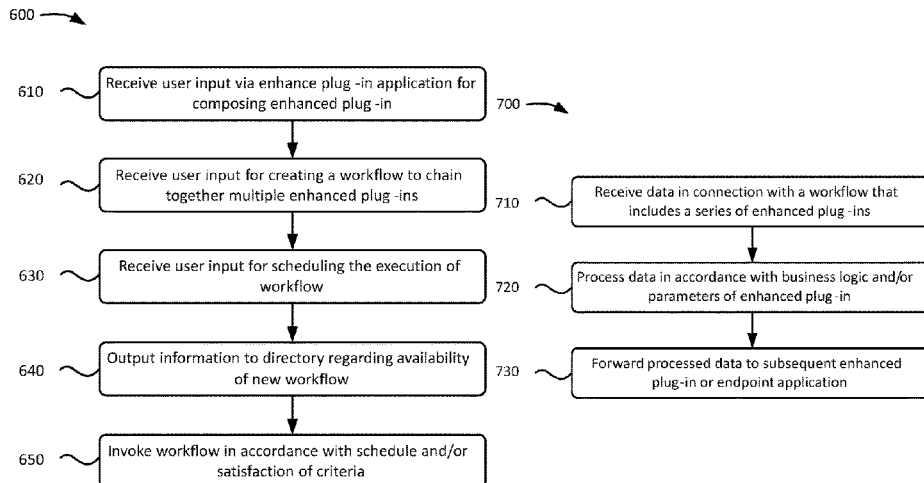 600
610
Receive user input via enhance plug -in application for
composing enhanced plug -in
620
Receive user input for creating a workflow to chain
together multiple enhanced plug -ins
630
Receive user input for scheduling the execution of
workflow
640
Output information to directory regarding availability
of new workflow
650
Invoke workflow in accordance with schedule and/or
satisfaction of criteria
700
710
Receive data in connection with a workflow that
includes a series of enhanced plug -ins
720
Process data in accordance with business logic and/or
parameters of enhanced plug -in
730
Forward processed data to subsequent enhanced
plug-in or endpoint application